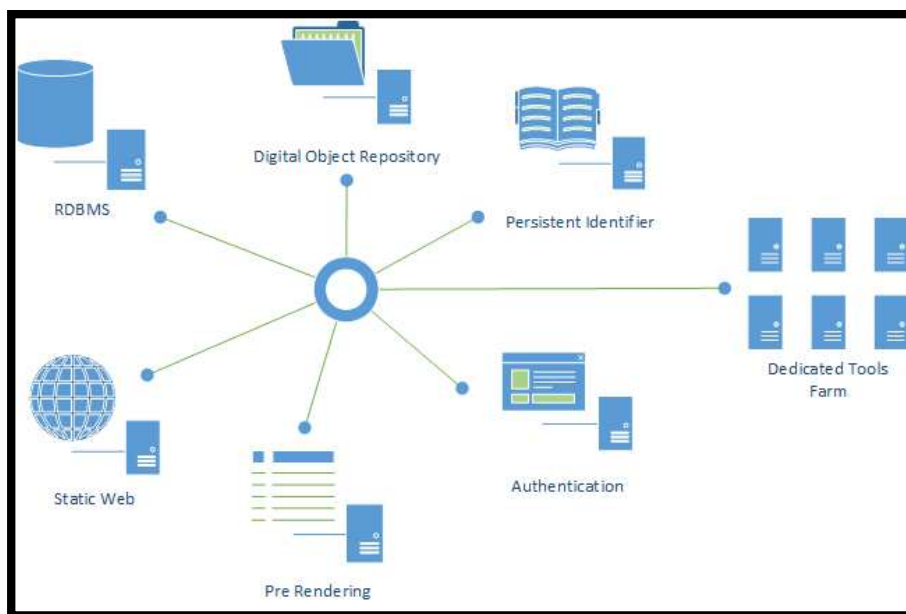 Digital Object Repository
RDBMS
Persistent Identifier
Dedicated Tools
Farm
Static Web
Authentication
Pre Rendering